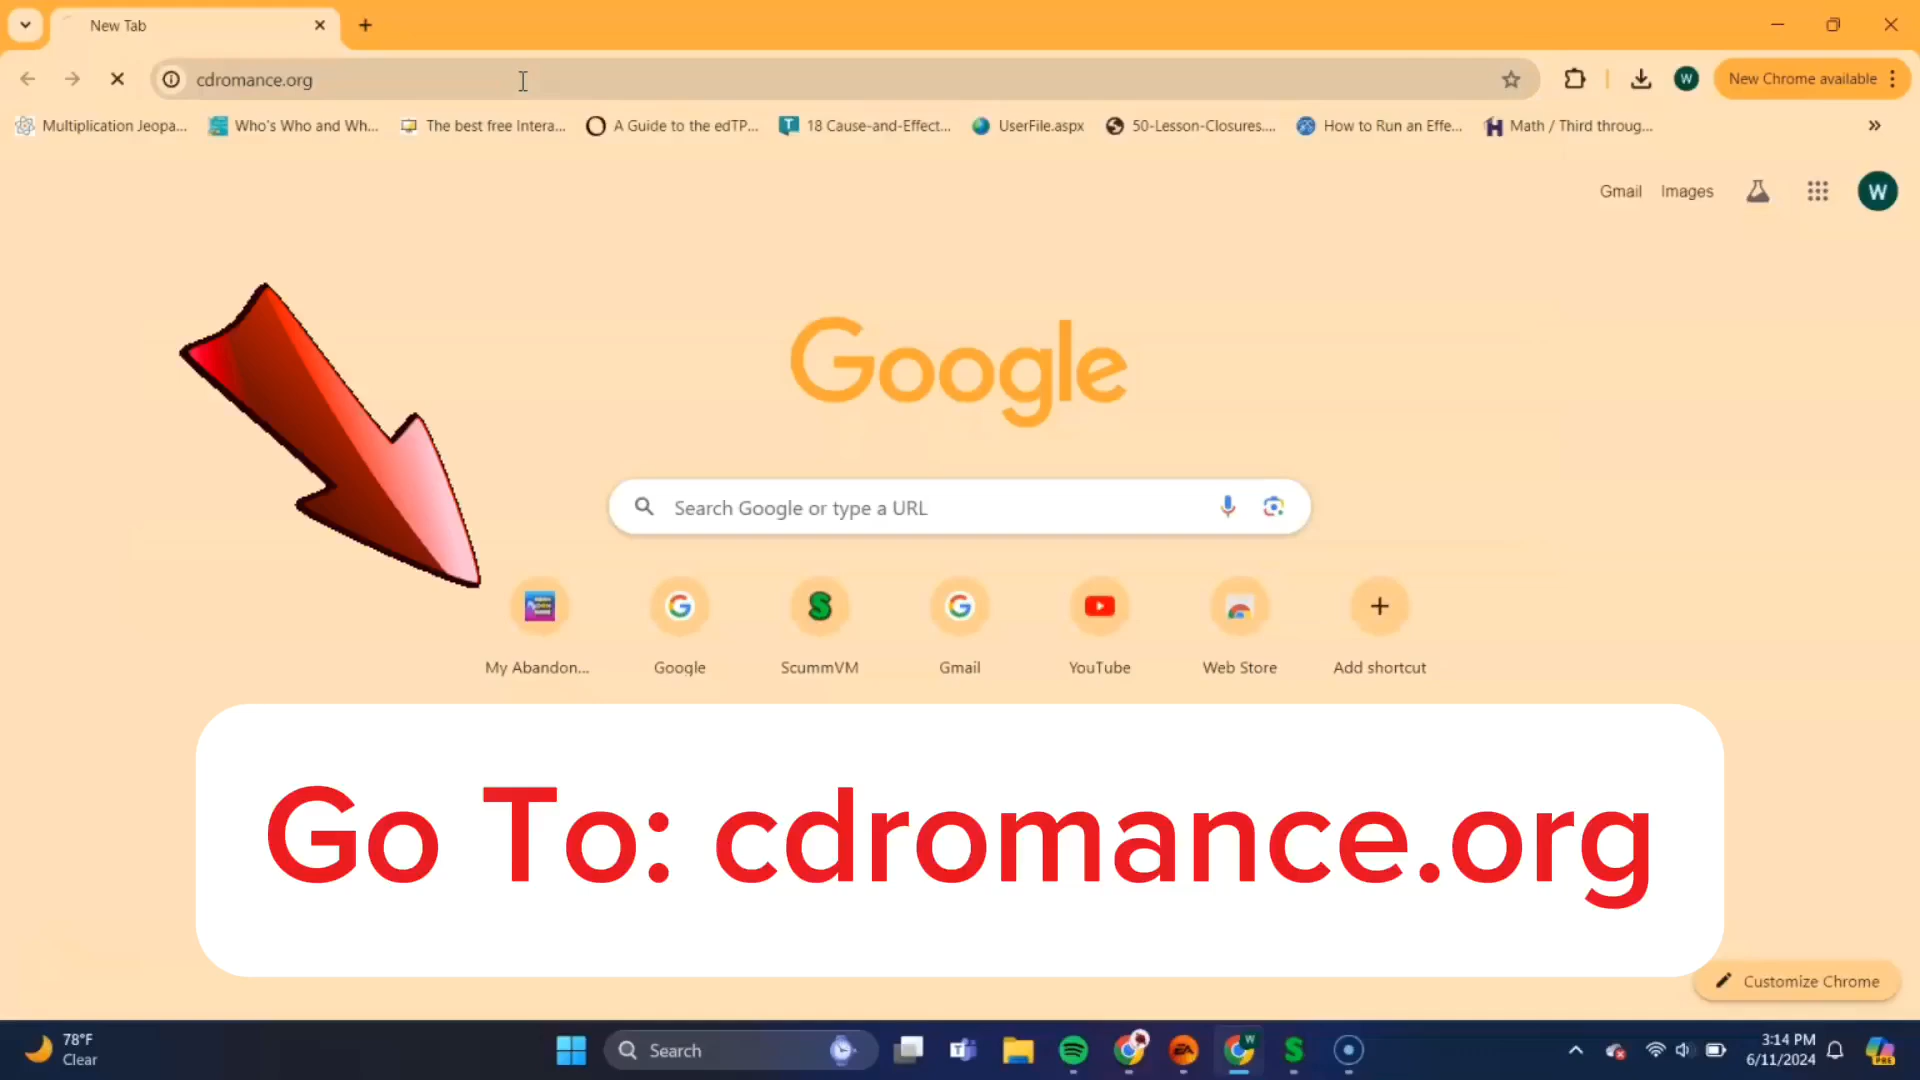 New Tab
cdromance.org
W
New Chrome available
Multiplication Jeopa...
Who's Who and Wh...
The best free Intera...
A Guide to the edTP...
18 Cause-and-Effect...
UserFile.aspx
50-Lesson-Closures....
How to Run an Effe...
Math / Third throug...
Gmail
Images
W
Google
Search Google or type a URL
My Abandon...
Google
ScummVM
Gmail
YouTube
Web Store
Add shortcut
Go To: cdromance.org
Customize Chrome
78°F
Clear
Search
3:14 PM
6/11/2024